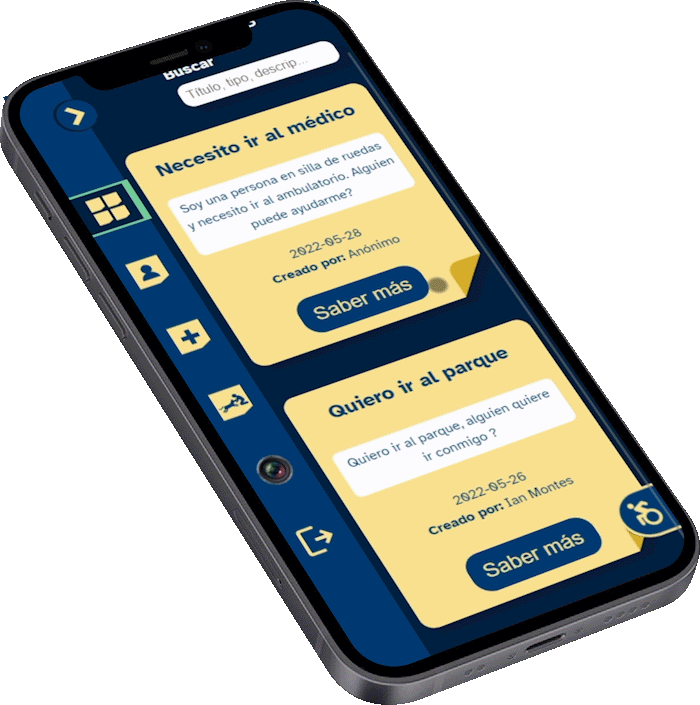 Buscar
Título, tipo, descrip...
Necesito ir al médico
Soy una persona en silla de ruedas
y necesito ir al ambulatorio. Alguien
puede ayudarme?
2022-05-28
Creado por: Anónimo
Saber más
Quiero ir al parque
Quiero ir al parque, alguien quiere
ir conmigo ?
2022-05-26
Creado por: Ian Montes
Saber más